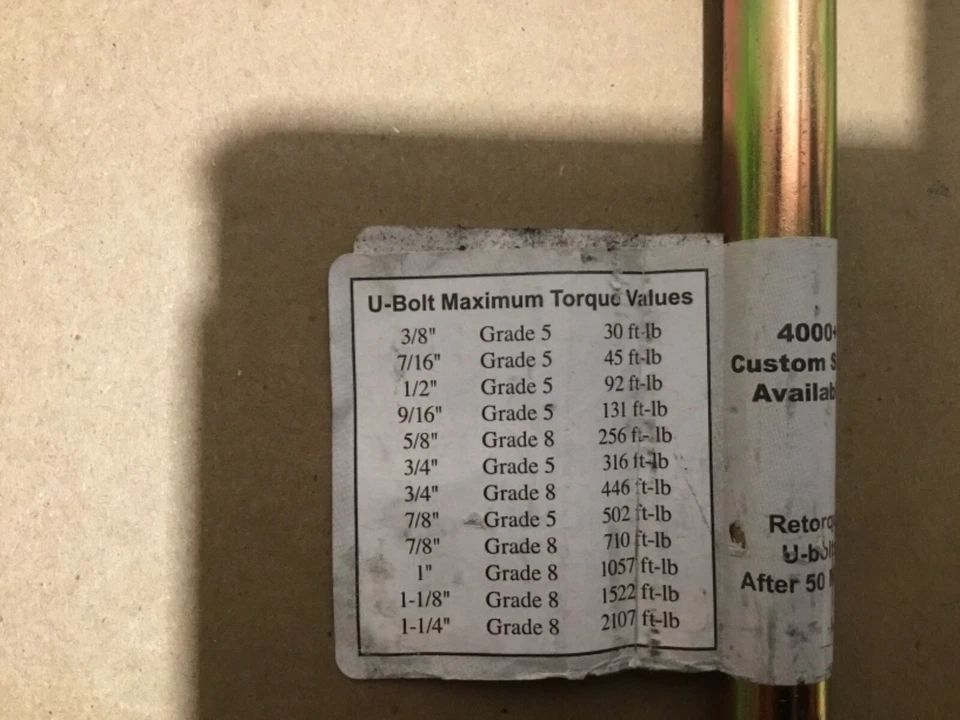 U-Bolt Maximum Torque Values
3/8" Grade 5 30 ft-lb
7/16" Grade 5 45 ft-lb
1/2" Grade 5 92 ft-lb
9/16" Grade 5 131 ft-lb
5/8" Grade 8 256 ft-lb
3/4" Grade 5 316 ft-lb
3/4" Grade 8 446 ft-lb
7/8" Grade 5 502 ft-lb
7/8" Grade 8 710 ft-lb
1" Grade 8 1057 ft-lb
1-1/8" Grade 8 1522 ft-lb
1-1/4" Grade 8 2107 ft-lb
4000+
Custom
After 50